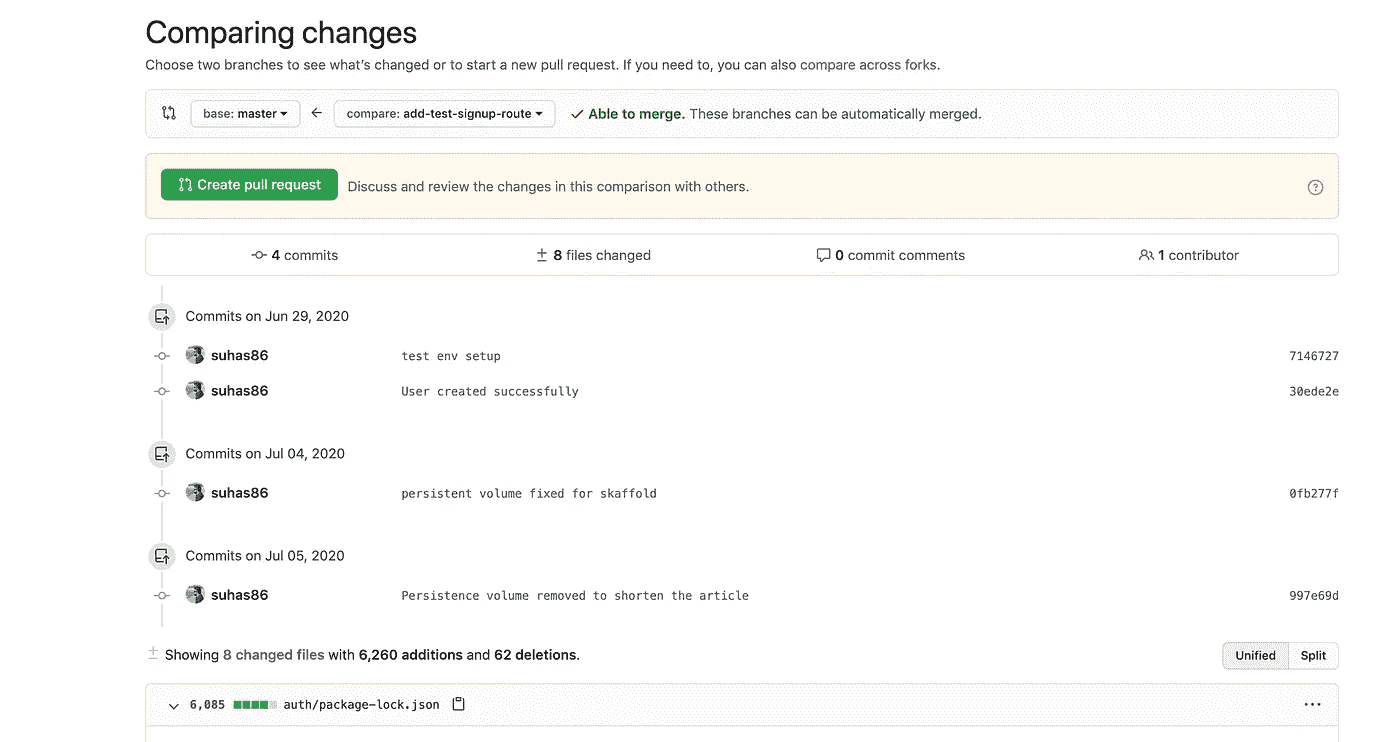 Comparing changes
Choose two branches to see what's changed or to start a new pull request. If you need to, you can also compare across forks.
base: master compare: add-test-signup-route Able to merge. These branches can be automatically merged.
Create pull request Discuss and review the changes in this comparison with others.
4 commits 8 files changed 0 commit comments 1 contributor
Commits on Jun 29, 2020
suhas86 test env setup 7146727
suhas86 User created successfully 30ede2e
Commits on Jul 04, 2020
suhas86 persistent volume fixed for skaffold 0fb277f
Commits on Jul 05, 2020
suhas86 Persistence volume removed to shorten the article 997e69d
Showing 8 changed files with 6,260 additions and 62 deletions. Unified Split
6,085 auth/package-lock.json